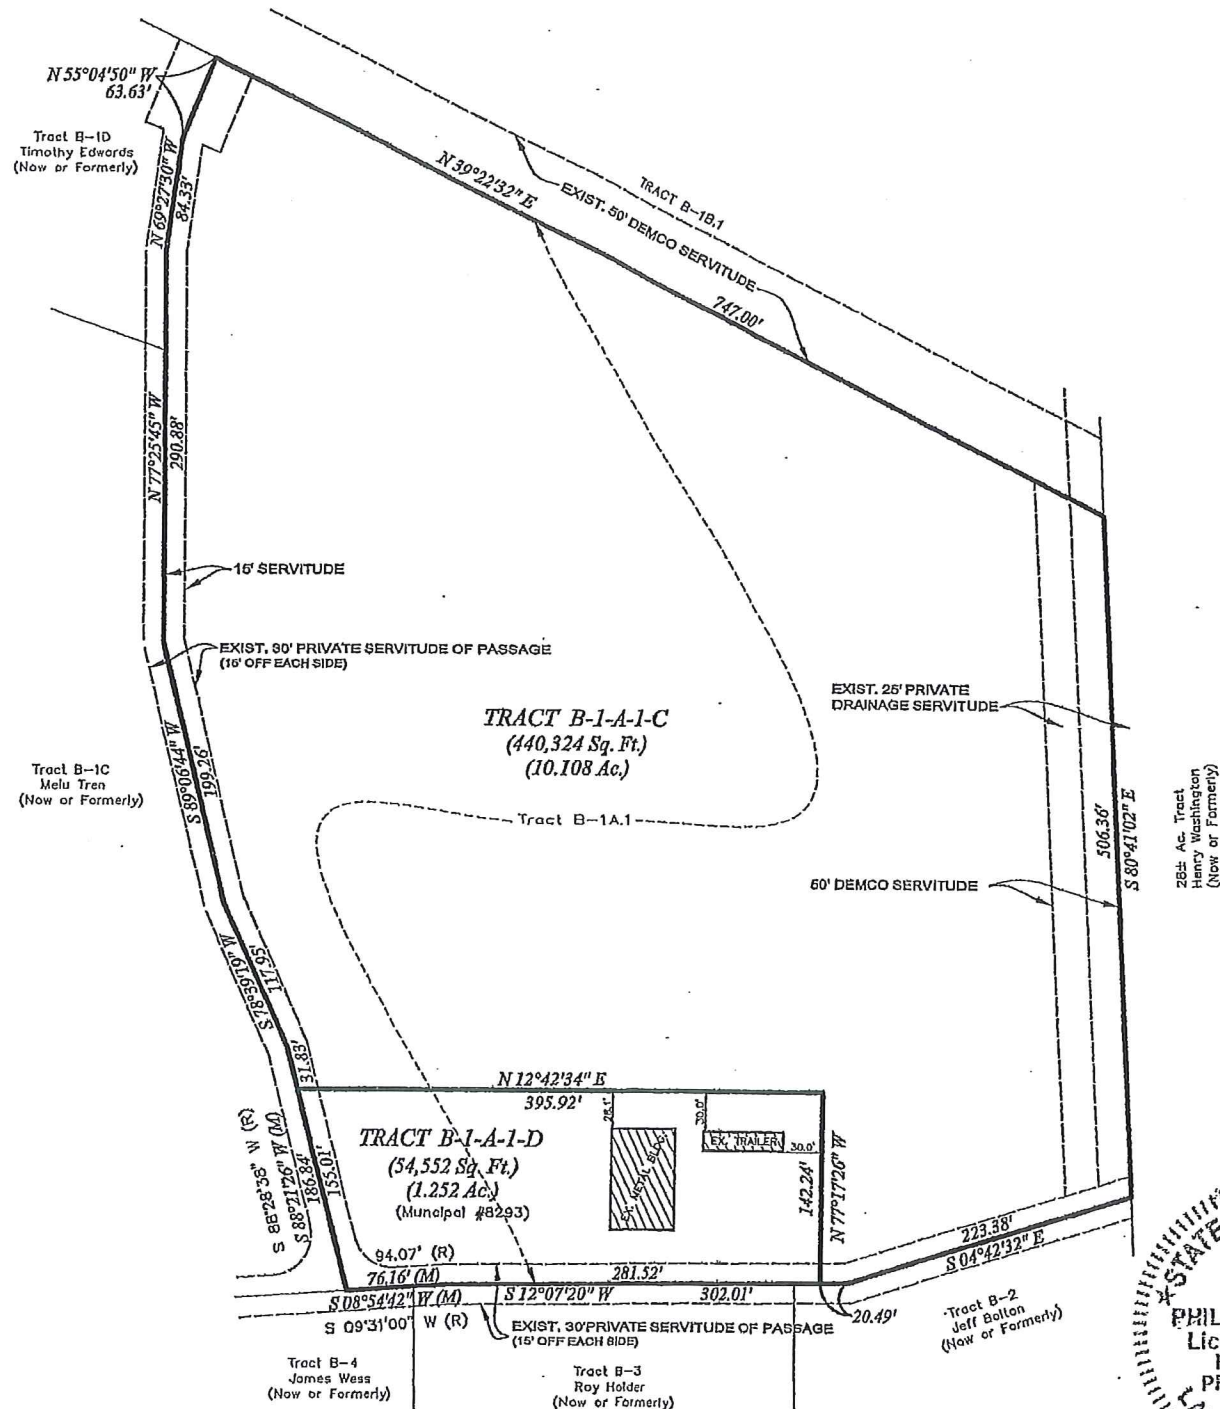 N 55°04'50" W
63.63'
Tract B-1D
Timothy Edwards
(Now or Formerly)
N 69°27'30" W
84.33'
N 39°22'32" E
EXIST. 50' DEMCO SERVITUDE
TRACT B-1B.1
747.00'
N 77°25'45" W
290.88'
15' SERVITUDE
EXIST. 30' PRIVATE SERVITUDE OF PASSAGE
(15' OFF EACH SIDE)
TRACT B-1-A-1-C
(440,324 Sq. Ft.)
(10.108 Ac.)
EXIST. 25' PRIVATE
DRAINAGE SERVITUDE
Tract B-1C
Melu Tren
(Now or Formerly)
S 89°06'44" W
199.26'
Tract B-1A.1
506.36'
S 80°41'02" E
28± Ac. Tract
Henry Washington
(Now or Formerly)
50' DEMCO SERVITUDE
S 78°39'19" W
117.95'
31.83'
N 12°42'34" E
395.92'
28.1'
30.0'
EX. TRAILER
30.0'
EX. METAL BLDG.
TRACT B-1-A-1-D
(54,552 Sq. Ft.)
(1.252 Ac.)
(Muncipal #8293)
S 88°28'38" W (R)
S 88°21'26" W (M)
186.84'
155.01'
142.24'
N 77°17'26" W
94.07' (R)
76.16' (M)
281.52'
223.38'
S 04°42'32" E
S 08°54'42" W (M)
S 12°07'20" W
302.01'
20.49'
S 09°31'00" W (R)
EXIST. 30' PRIVATE SERVITUDE OF PASSAGE
(15' OFF EACH SIDE)
Tract B-2
Jeff Bolton
(Now or Formerly)
Tract B-4
James Wess
(Now or Formerly)
Tract B-3
Roy Holder
(Now or Formerly)
STATE
PHIL
Lic
P